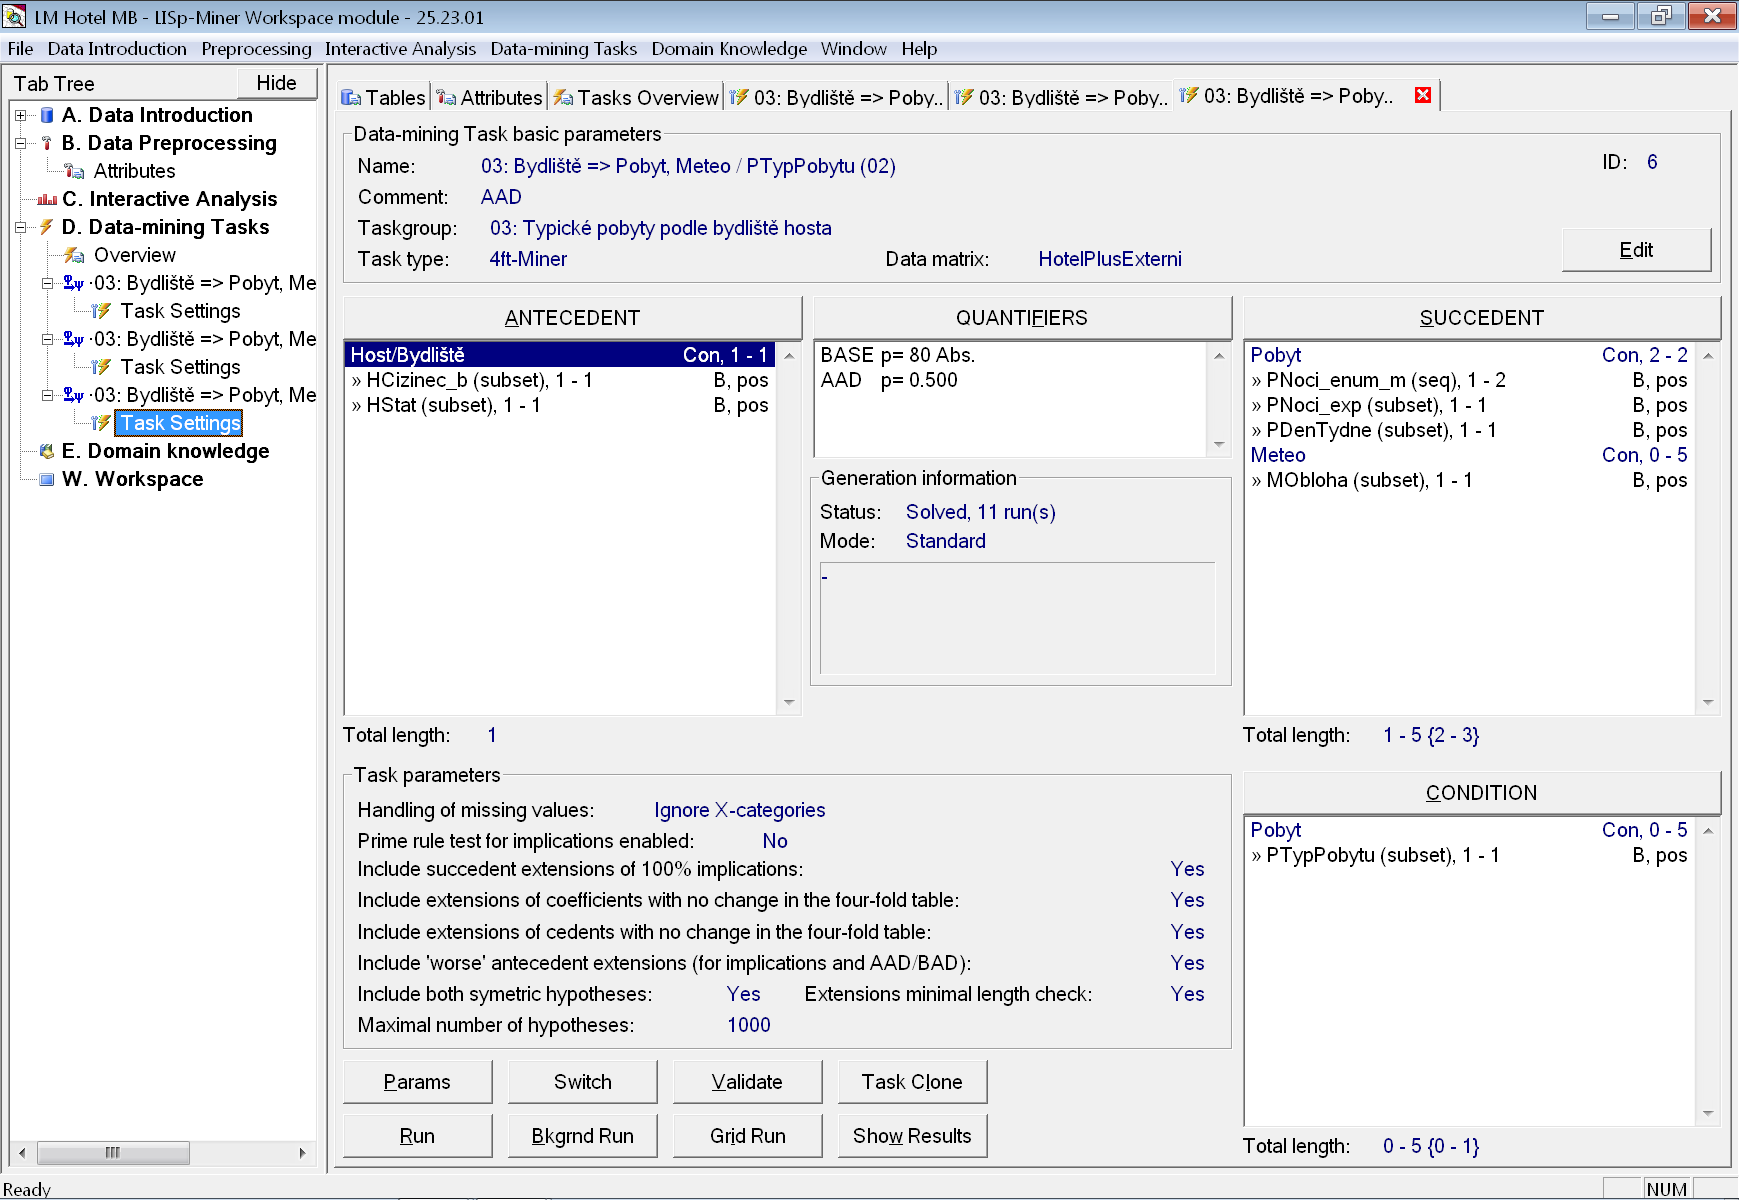 LM Hotel MB - LISp-Miner Workspace module - 25.23.01
File Data Introduction Preprocessing Interactive Analysis Data-mining Tasks Domain Knowledge Window Help
Tab Tree Hide
A. Data Introduction
B. Data Preprocessing
Attributes
C. Interactive Analysis
D. Data-mining Tasks
Overview
·03: Bydliště => Pobyt, Me
Task Settings
·03: Bydliště => Pobyt, Me
Task Settings
·03: Bydliště => Pobyt, Me
Task Settings
E. Domain knowledge
W. Workspace
Tables Attributes Tasks Overview 03: Bydliště => Poby.. 03: Bydliště => Poby.. 03: Bydliště => Poby..
Data-mining Task basic parameters
Name: 03: Bydliště => Pobyt, Meteo / PTypPobytu (02) ID: 6
Comment: AAD
Taskgroup: 03: Typické pobyty podle bydliště hosta
Task type: 4ft-Miner Data matrix: HotelPlusExterni
Edit
ANTECEDENT
Host/Bydliště Con, 1 - 1
» HCizinec_b (subset), 1 - 1 B, pos
» HStat (subset), 1 - 1 B, pos
Total length: 1
QUANTIFIERS
BASE p= 80 Abs.
AAD p= 0.500
Generation information
Status: Solved, 11 run(s)
Mode: Standard
-
SUCCEDENT
Pobyt Con, 2 - 2
» PNoci_enum_m (seq), 1 - 2 B, pos
» PNoci_exp (subset), 1 - 1 B, pos
» PDenTydne (subset), 1 - 1 B, pos
Meteo Con, 0 - 5
» MObloha (subset), 1 - 1 B, pos
Total length: 1 - 5 {2 - 3}
Task parameters
Handling of missing values: Ignore X-categories
Prime rule test for implications enabled: No
Include succedent extensions of 100% implications: Yes
Include extensions of coefficients with no change in the four-fold table: Yes
Include extensions of cedents with no change in the four-fold table: Yes
Include 'worse' antecedent extensions (for implications and AAD/BAD): Yes
Include both symetric hypotheses: Yes Extensions minimal length check: Yes
Maximal number of hypotheses: 1000
CONDITION
Pobyt Con, 0 - 5
» PTypPobytu (subset), 1 - 1 B, pos
Total length: 0 - 5 {0 - 1}
Params Switch Validate Task Clone
Run Bkgrnd Run Grid Run Show Results
Ready NUM